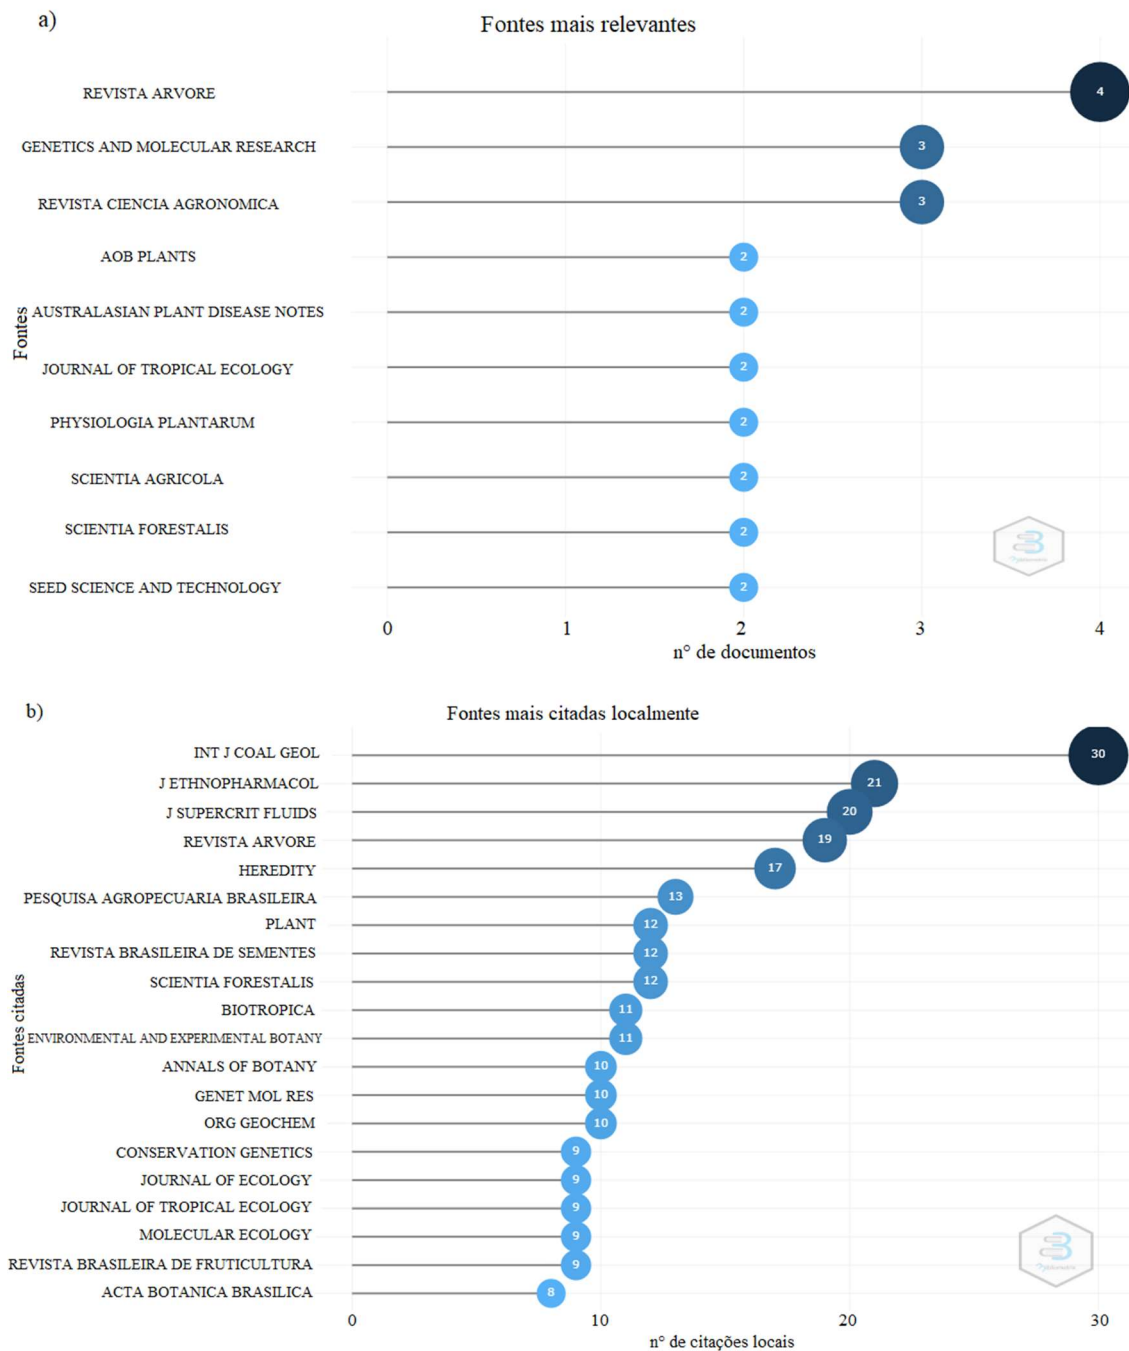 a)
Fontes mais relevantes
REVISTA ARVORE
4
GENETICS AND MOLECULAR RESEARCH
3
REVISTA CIENCIA AGRONOMICA
3
AOB PLANTS
2
AUSTRALASIAN PLANT DISEASE NOTES
2
Fontes
JOURNAL OF TROPICAL ECOLOGY
2
PHYSIOLOGIA PLANTARUM
2
SCIENTIA AGRICOLA
2
SCIENTIA FORESTALIS
2
SEED SCIENCE AND TECHNOLOGY
2
0 1 2 3 4
n° de documentos
b)
Fontes mais citadas localmente
INT J COAL GEOL
30
J ETHNOPHARMACOL
21
J SUPERCRIT FLUIDS
20
REVISTA ARVORE
19
HEREDITY
17
PESQUISA AGROPECUARIA BRASILEIRA
13
PLANT
12
REVISTA BRASILEIRA DE SEMENTES
12
SCIENTIA FORESTALIS
12
BIOTROPICA
11
Fontes citadas
ENVIRONMENTAL AND EXPERIMENTAL BOTANY
11
ANNALS OF BOTANY
10
GENET MOL RES
10
ORG GEOCHEM
10
CONSERVATION GENETICS
9
JOURNAL OF ECOLOGY
9
JOURNAL OF TROPICAL ECOLOGY
9
MOLECULAR ECOLOGY
9
REVISTA BRASILEIRA DE FRUTICULTURA
9
ACTA BOTANICA BRASILICA
8
0 10 20 30
n° de citações locais